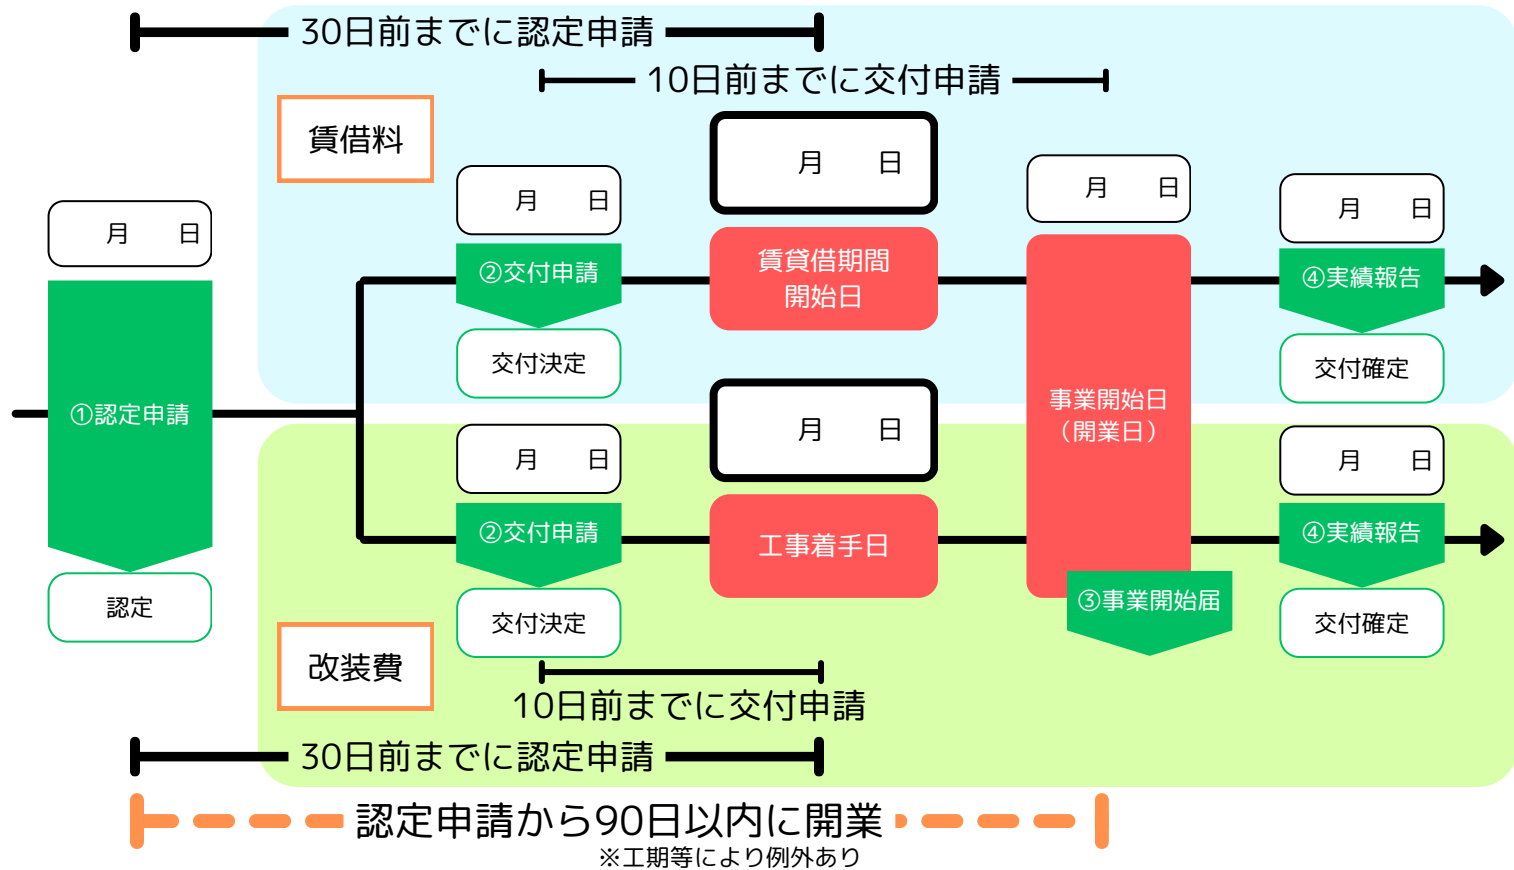 30日前までに認定申請
10日前までに交付申請
賃借料
月 日
月 日
月 日
月 日
月 日
②交付申請
賃貸借期間
開始日
④実績報告
交付決定
交付確定
①認定申請
事業開始日
（開業日）
月 日
月 日
月 日
②交付申請
工事着手日
④実績報告
認定
③事業開始届
交付決定
交付確定
改装費
10日前までに交付申請
30日前までに認定申請
認定申請から90日以内に開業
※工期等により例外あり